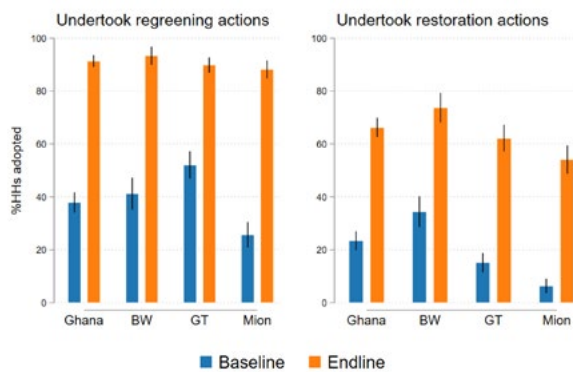 Undertook regreening actions
Undertook restoration actions
%HHs adopted
100
80
60
40
20
0
Ghana BW GT Mion
100
80
60
40
20
0
Ghana BW GT Mion
Baseline Endline